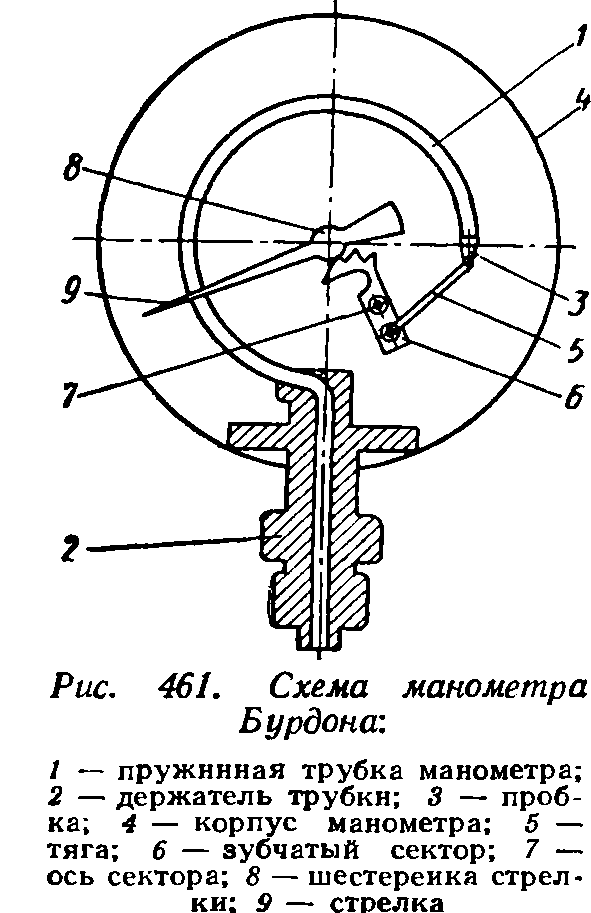 1
4
8
9
3
5
7
6
2
Рис. 461. Схема манометра
Бурдона:
1 — пружинная трубка манометра;
2 — держатель трубки; 3 — проб-
ка; 4 — корпус манометра; 5 —
тяга; 6 — зубчатый сектор; 7 —
ось сектора; 8 — шестеренка стрел-
ки; 9 — стрелка